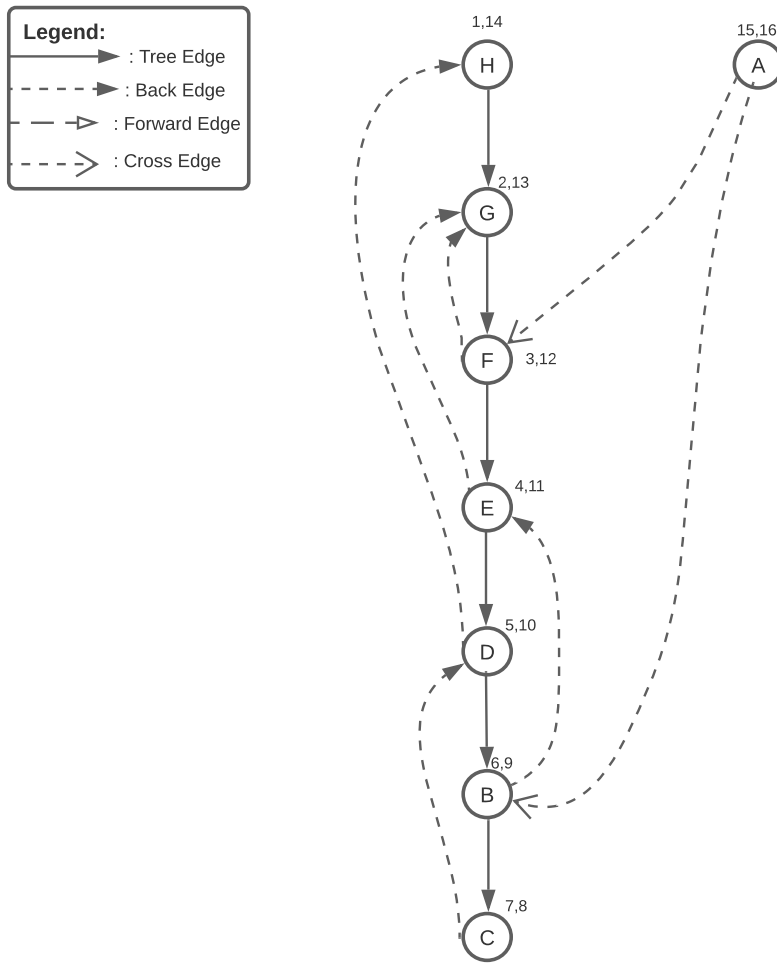 Legend:
: Tree Edge
: Back Edge
: Forward Edge
: Cross Edge
1,14
H
15,16
A
2,13
G
F
3,12
4,11
E
5,10
D
6,9
B
7,8
C